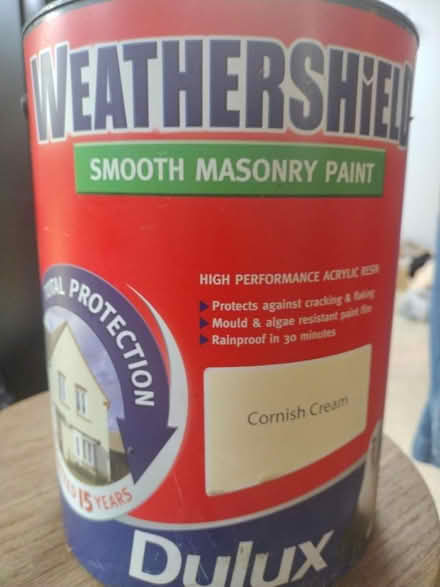 WEATHERSHIELD
SMOOTH MASONRY PAINT
HIGH PERFORMANCE ACRYLIC RESIN
Protects against cracking & flaking
Mould & algae resistant paint film
Rainproof in 30 minutes
TOTAL PROTECTION
Cornish Cream
15 YEARS
Dulux